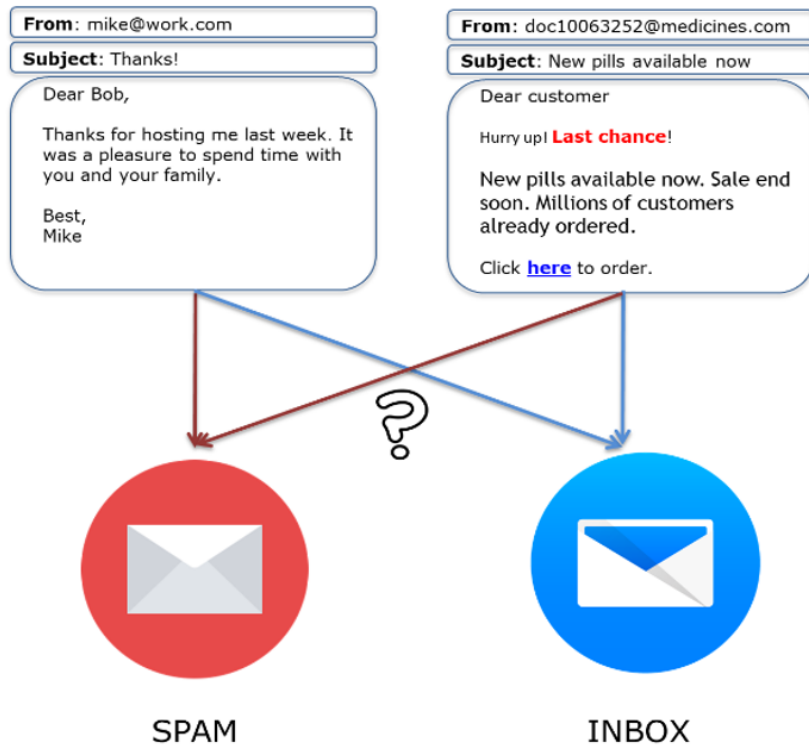 From: mike@work.com
Subject: Thanks!
Dear Bob,
Thanks for hosting me last week. It
was a pleasure to spend time with
you and your family.
Best,
Mike
From: doc10063252@medicines.com
Subject: New pills available now
Dear customer
Hurry up! Last chance!
New pills available now. Sale end
soon. Millions of customers
already ordered.
Click here to order.
?
SPAM
INBOX